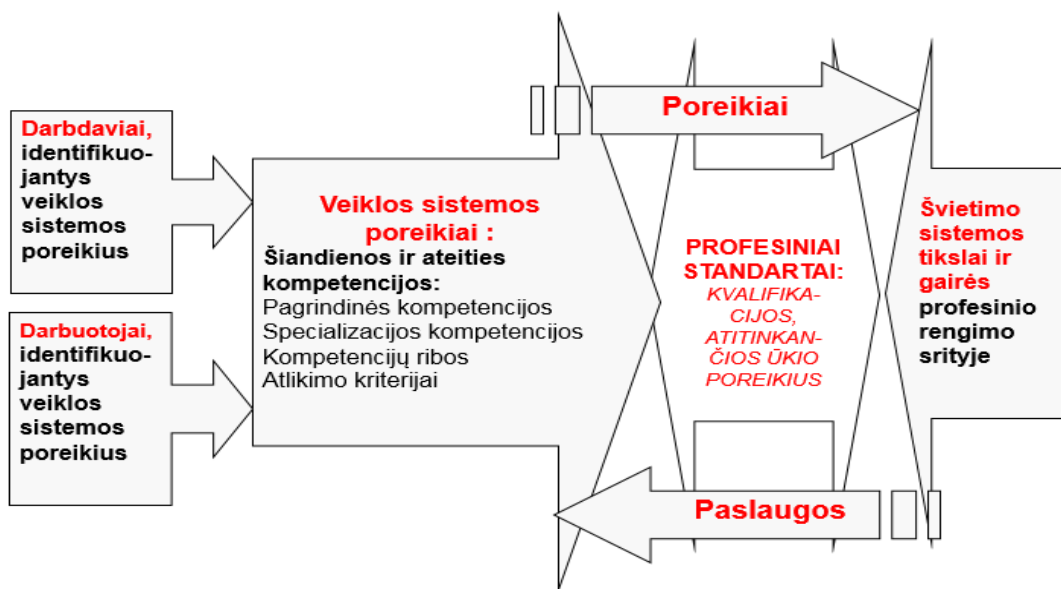 Poreikiai
Darbdaviai,
identifikuo-
jantys
veiklos
sistemos
poreikius
Darbuotojai,
identifikuo-
jantys
veiklos
sistemos
poreikius
Veiklos sistemos
poreikiai :
Šiandienos ir ateities
kompetencijos:
Pagrindinės kompetencijos
Specializacijos kompetencijos
Kompetencijų ribos
Atlikimo kriterijai
PROFESINIAI
STANDARTAI:
KVALIFIKA-
CIJOS,
ATITINKAN-
ČIOS ŪKIO
POREIKIUS
Švietimo
sistemos
tikslai ir
gairės
profesinio
rengimo
srityje
Paslaugos